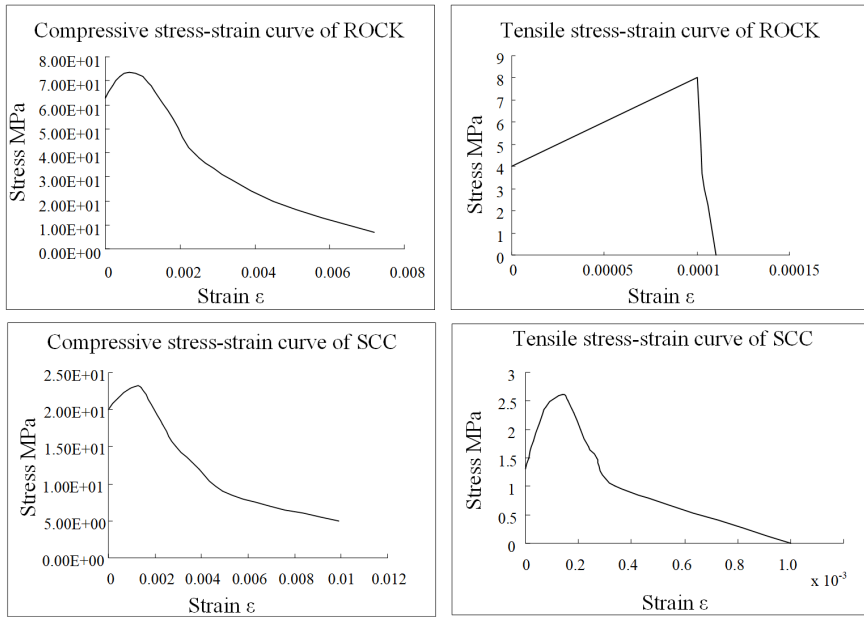 Compressive stress-strain curve of ROCK
Stress MPa
8.00E+01
7.00E+01
6.00E+01
5.00E+01
4.00E+01
3.00E+01
2.00E+01
1.00E+01
0.00E+00
0 0.002 0.004 0.006 0.008
Strain ε
Tensile stress-strain curve of ROCK
Stress MPa
9
8
7
6
5
4
3
2
1
0
0 0.00005 0.0001 0.00015
Strain ε
Compressive stress-strain curve of SCC
Stress MPa
2.50E+01
2.00E+01
1.50E+01
1.00E+01
5.00E+00
0.00E+00
0 0.002 0.004 0.006 0.008 0.01 0.012
Strain ε
Tensile stress-strain curve of SCC
Stress MPa
3
2.5
2
1.5
1
0.5
0
0 0.2 0.4 0.6 0.8 1.0
x 10⁻³
Strain ε